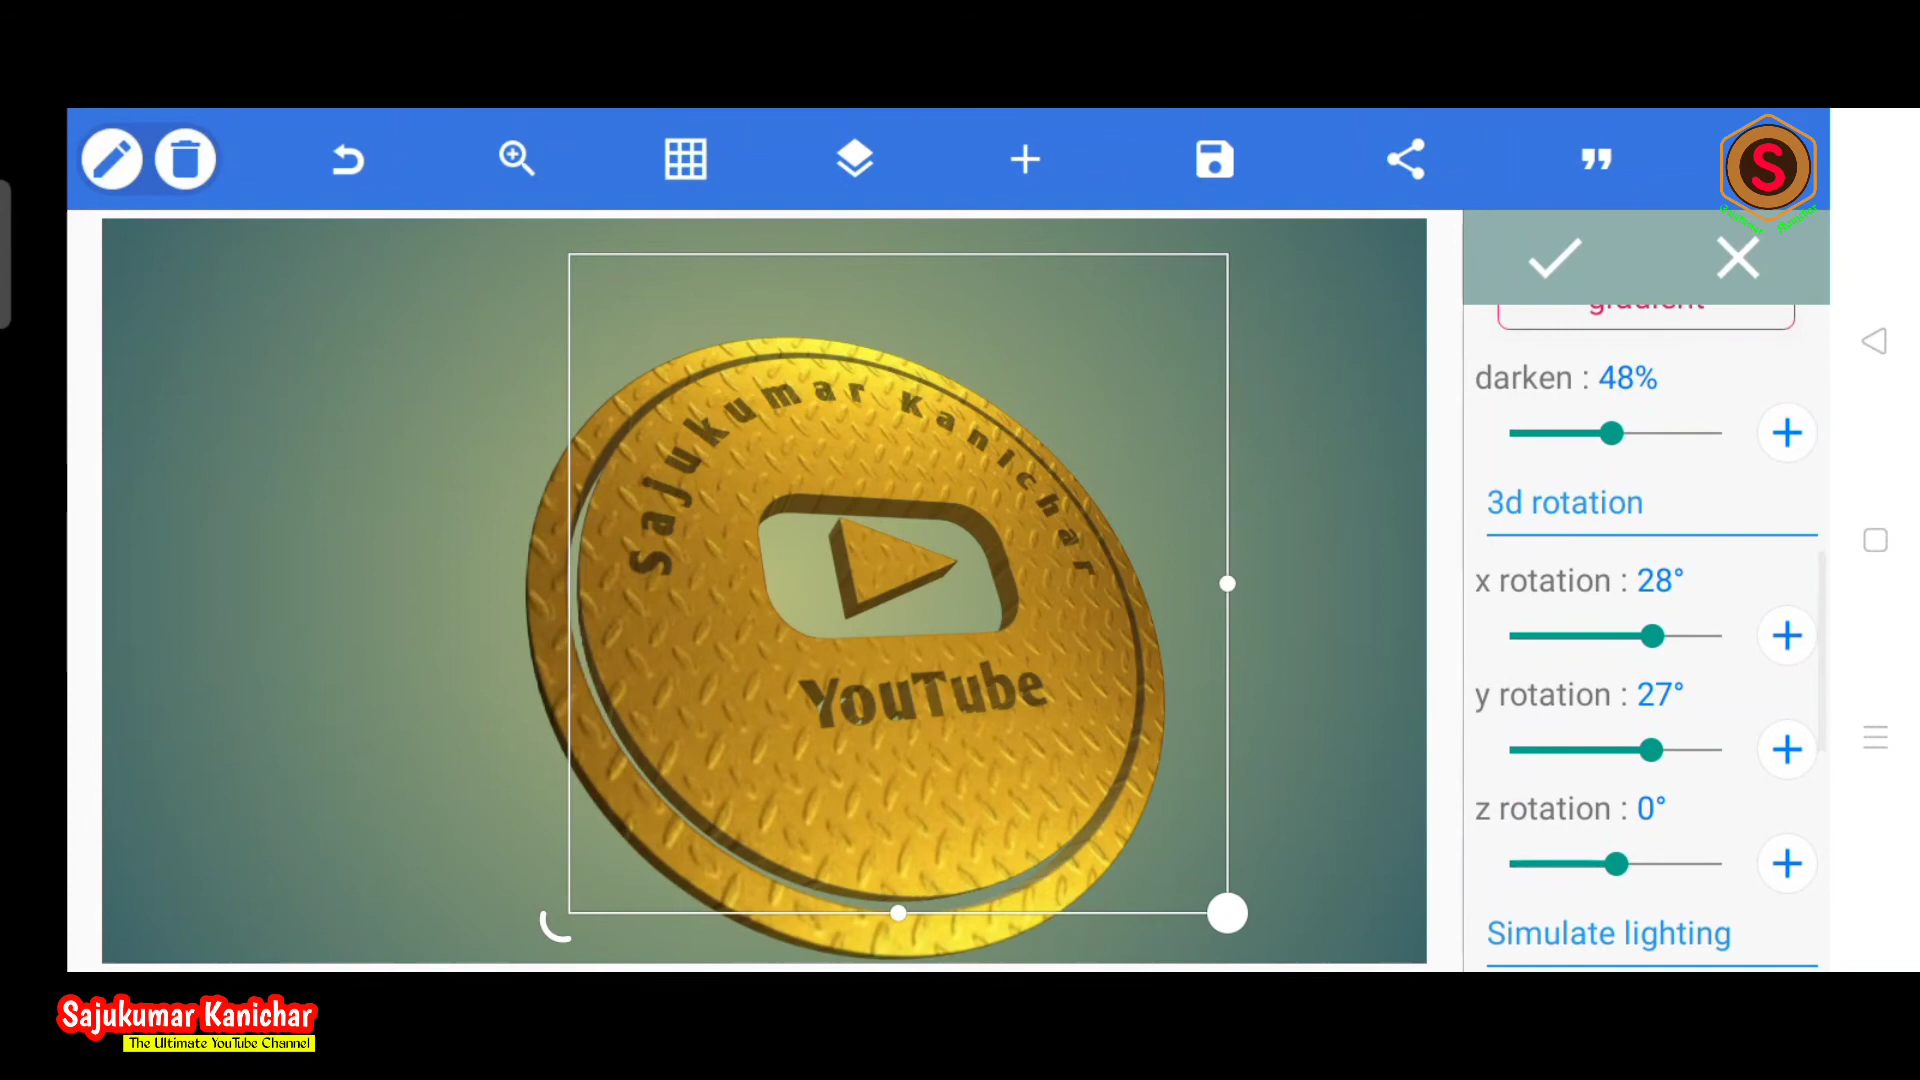 S
gradient
darken : 48%
3d rotation
x rotation : 28°
y rotation : 27°
z rotation : 0°
Simulate lighting
Sajukumar Kanichar
YouTube
Sajukumar Kanichar
The Ultimate YouTube Channel